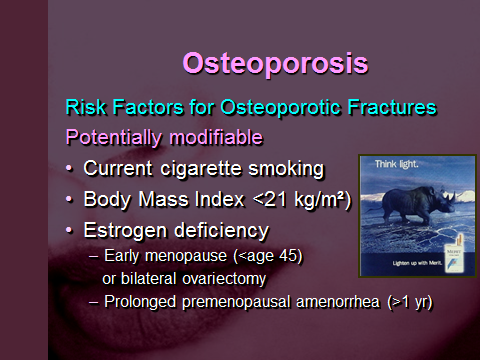 Osteoporosis
Risk Factors for Osteoporotic Fractures
Potentially modifiable
• Current cigarette smoking
• Body Mass Index <21 kg/m²)
• Estrogen deficiency
– Early menopause (<age 45)
or bilateral ovariectomy
– Prolonged premenopausal amenorrhea (>1 yr)
Think light.
Lighten up with Merit.
MERIT